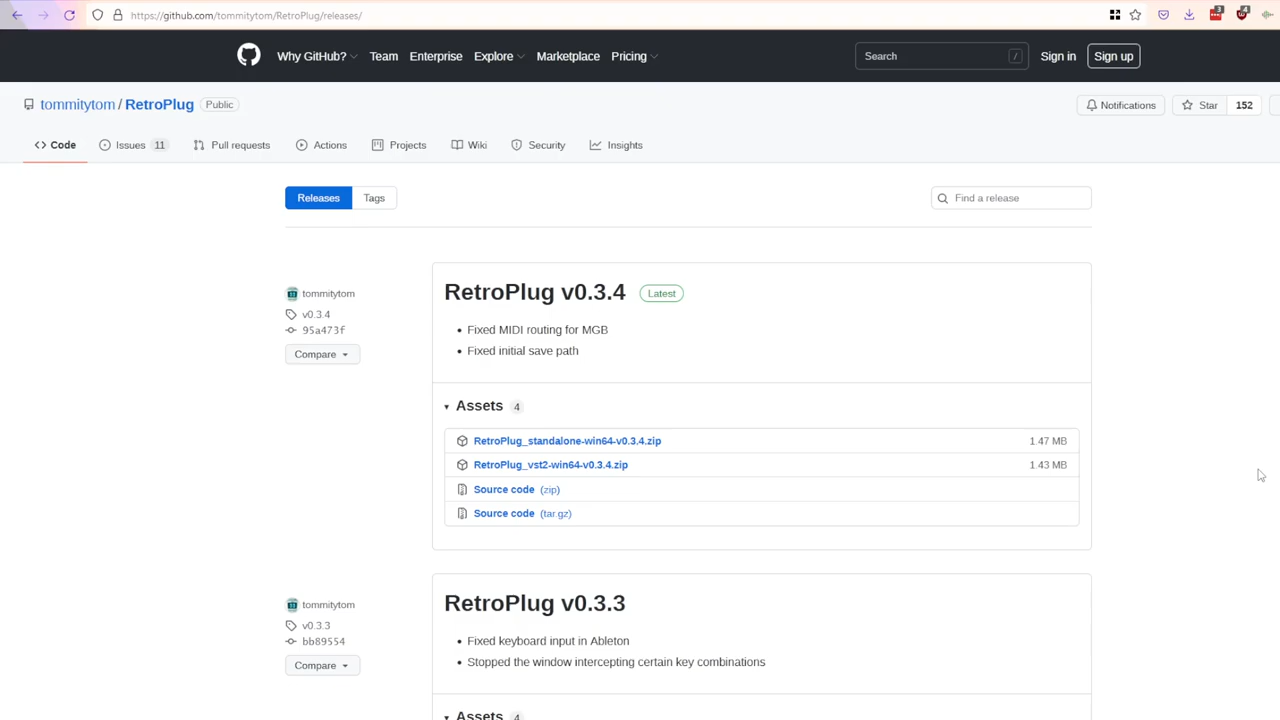 https://github.com/tommitytom/RetroPlug/releases/
3
4
Why GitHub?
Team
Enterprise
Explore
Marketplace
Pricing
Search
/
Sign in
Sign up
tommitytom / RetroPlug
Public
Notifications
Star
152
Code
Issues 11
Pull requests
Actions
Projects
Wiki
Security
Insights
Releases
Tags
Find a release
tommitytom
v0.3.4
95a473f
Compare
RetroPlug v0.3.4
Latest
• Fixed MIDI routing for MGB
• Fixed initial save path
Assets 4
RetroPlug_standalone-win64-v0.3.4.zip 1.47 MB
RetroPlug_vst2-win64-v0.3.4.zip 1.43 MB
Source code (zip)
Source code (tar.gz)
tommitytom
v0.3.3
bb89554
Compare
RetroPlug v0.3.3
• Fixed keyboard input in Ableton
• Stopped the window intercepting certain key combinations
Assets 4